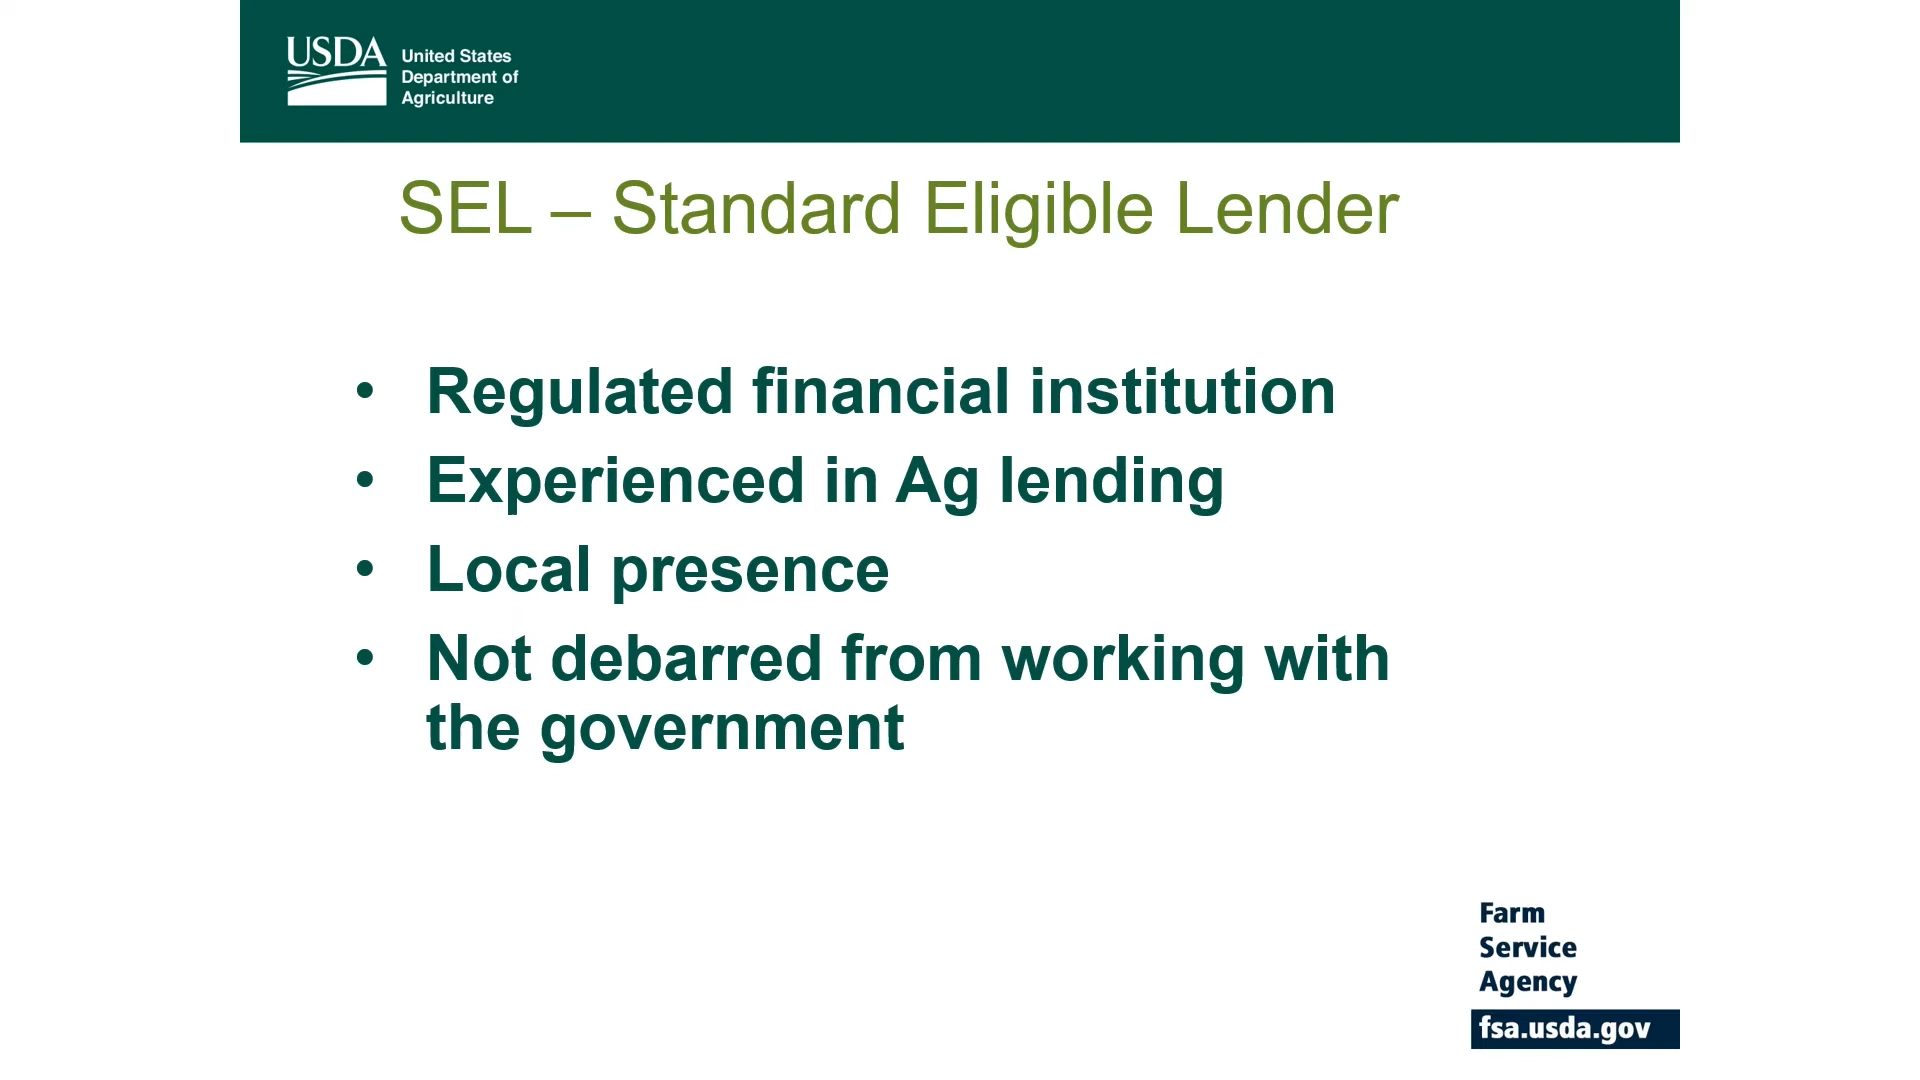 USDA
United States
Department of
Agriculture
SEL – Standard Eligible Lender
• Regulated financial institution
• Experienced in Ag lending
• Local presence
• Not debarred from working with
the government
Farm
Service
Agency
fsa.usda.gov